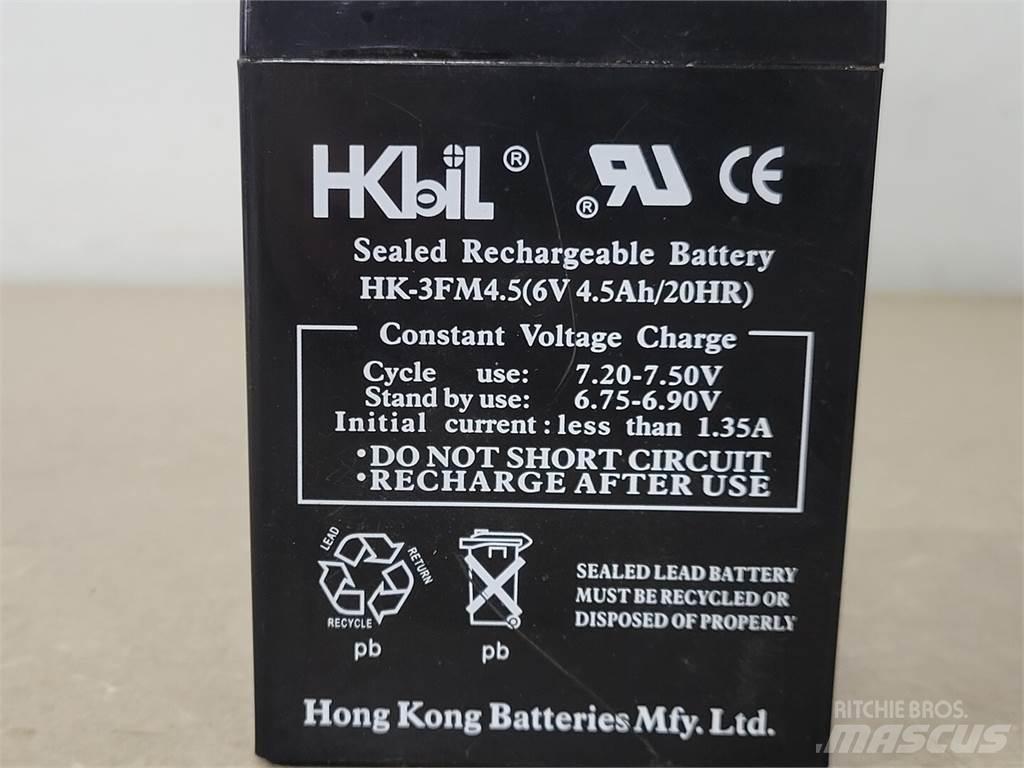 HKbiL ® ® RU CE
Sealed Rechargeable Battery
HK-3FM4.5(6V 4.5Ah/20HR)
Constant Voltage Charge
Cycle use: 7.20-7.50V
Stand by use: 6.75-6.90V
Initial current : less than 1.35A
•DO NOT SHORT CIRCUIT
•RECHARGE AFTER USE
LEAD
RETURN
RECYCLE
pb
pb
SEALED LEAD BATTERY
MUST BE RECYCLED OR
DISPOSED OF PROPERLY
Hong Kong Batteries Mfy. Ltd.
RITCHIE BROS.
MASCUS